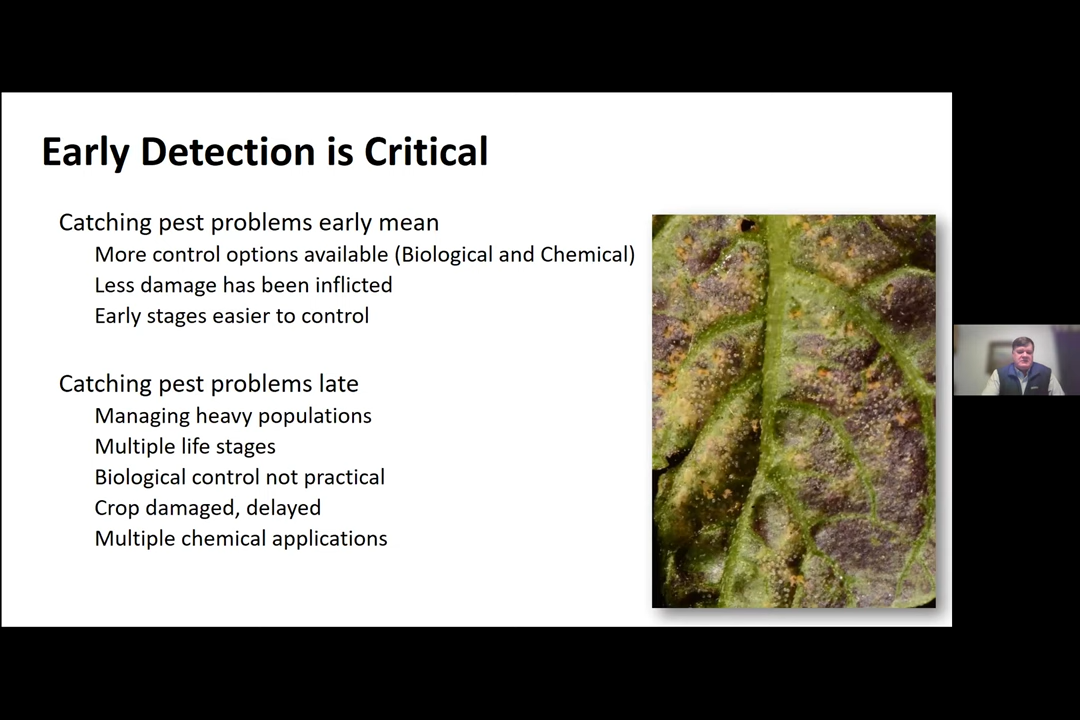 Early Detection is Critical
Catching pest problems early mean
More control options available (Biological and Chemical)
Less damage has been inflicted
Early stages easier to control
Catching pest problems late
Managing heavy populations
Multiple life stages
Biological control not practical
Crop damaged, delayed
Multiple chemical applications